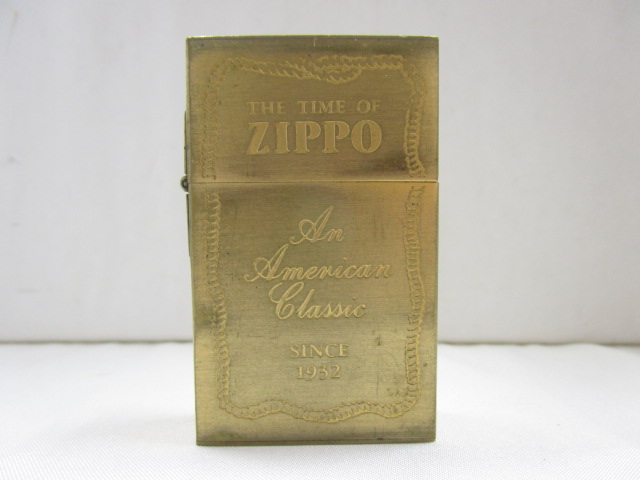 THE TIME OF
ZIPPO
An
American
Classic
SINCE
1932